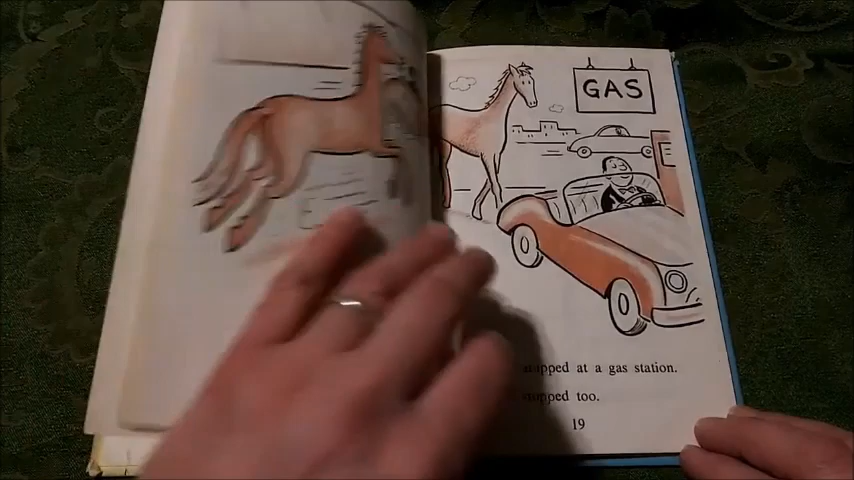 GAS
stopped at a gas station.
stopped too.
19